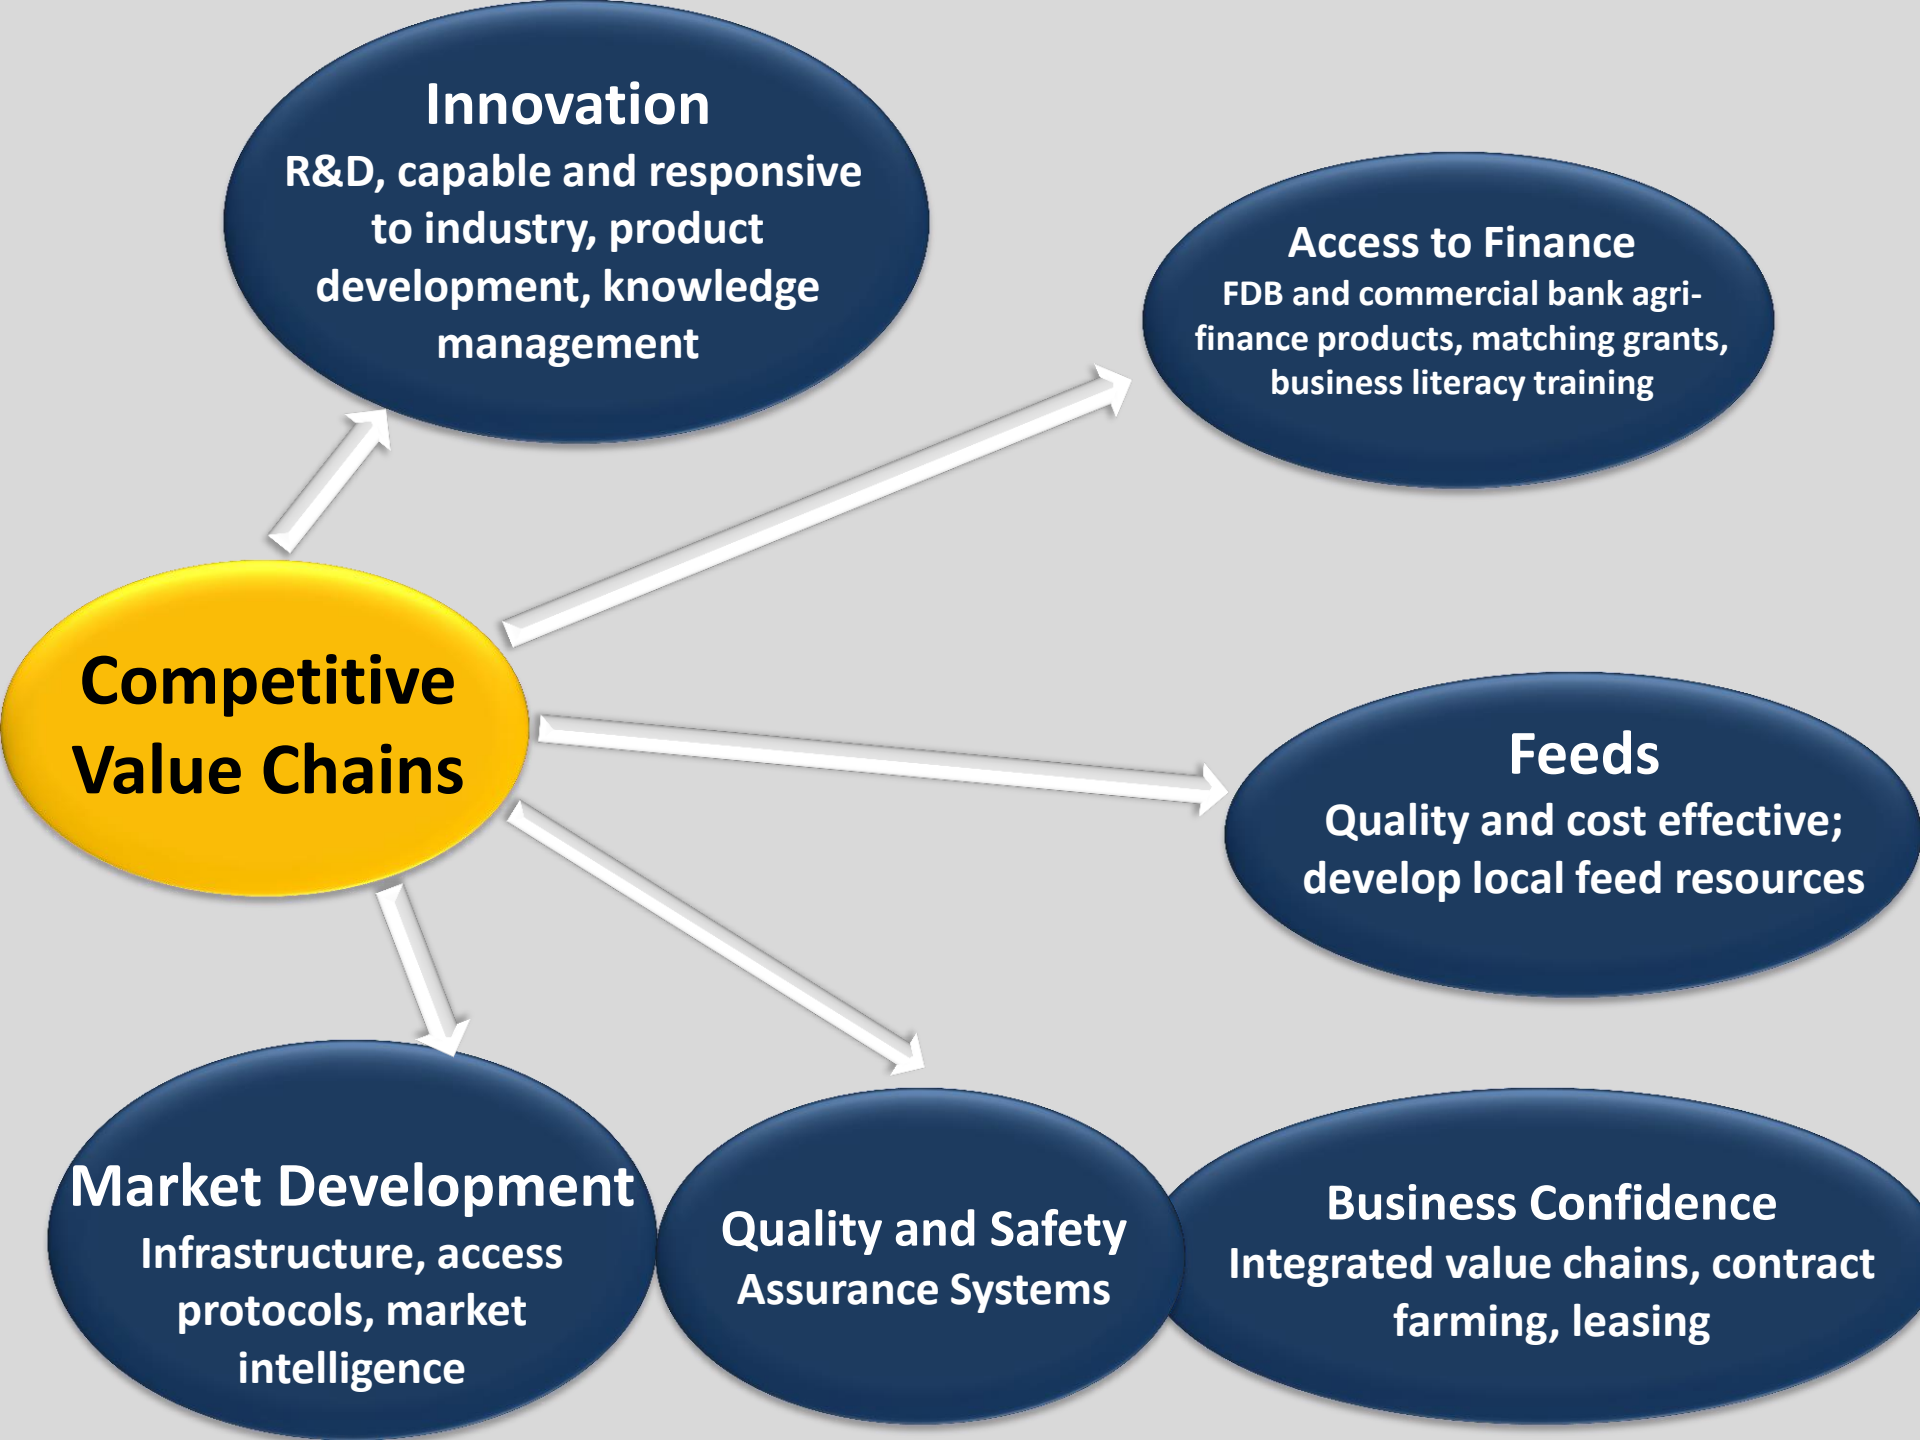 Innovation
R&D, capable and responsive
to industry, product
development, knowledge
management
Access to Finance
FDB and commercial bank agri-
finance products, matching grants,
business literacy training
Competitive
Value Chains
Feeds
Quality and cost effective;
develop local feed resources
Market Development
Infrastructure, access
protocols, market
intelligence
Quality and Safety
Assurance Systems
Business Confidence
Integrated value chains, contract
farming, leasing